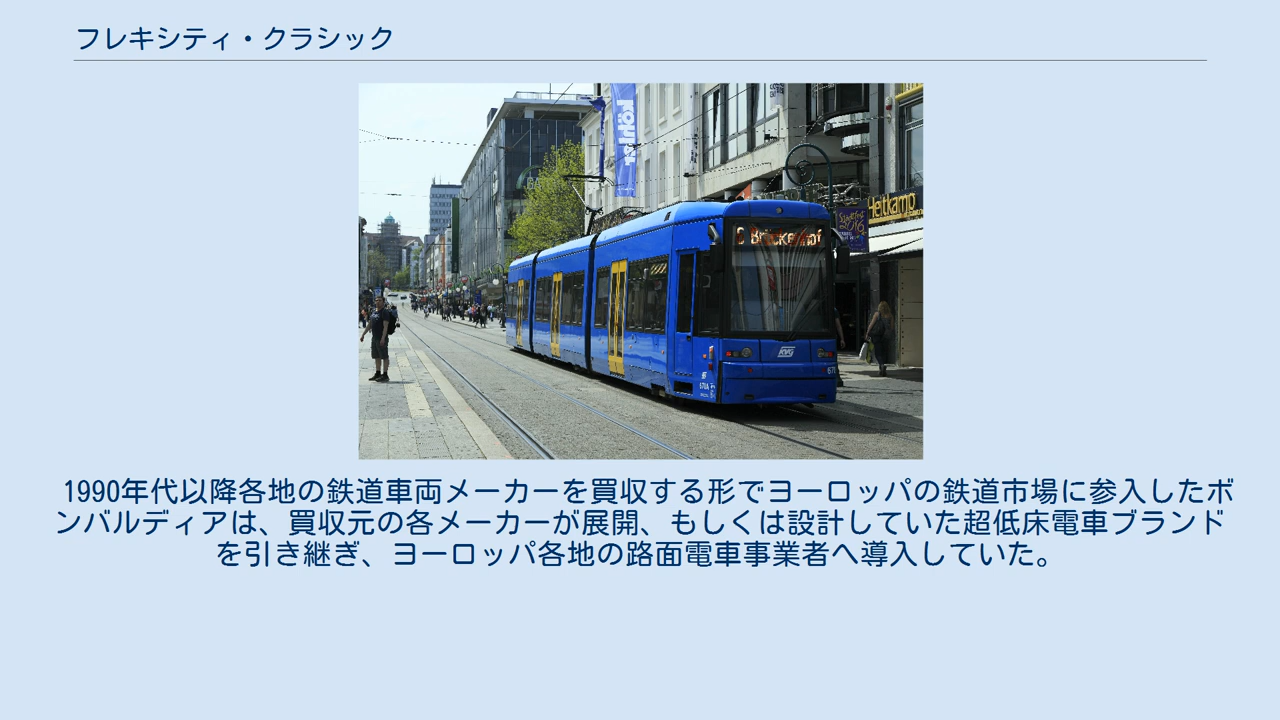 フレキシティ・クラシック
köhler
Heitkamp
6 Brückenhof
KVG
1990年代以降各地の鉄道車両メーカーを買収する形でヨーロッパの鉄道市場に参入したボ
ンバルディアは、買収元の各メーカーが展開、もしくは設計していた超低床電車ブランド
を引き継ぎ、ヨーロッパ各地の路面電車事業者へ導入していた。